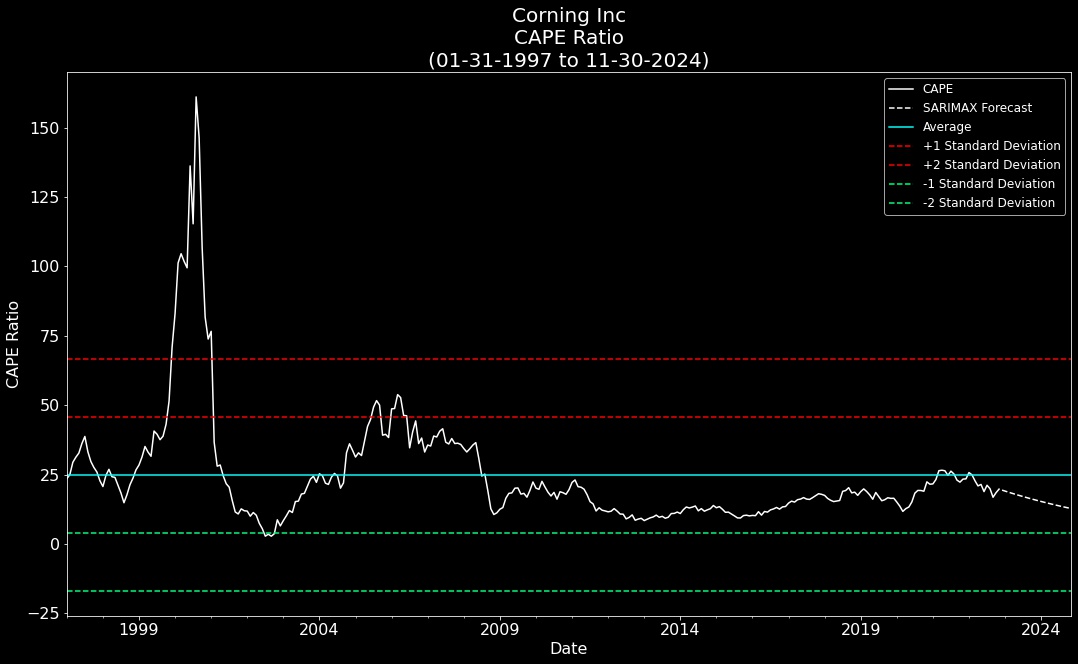 Corning Inc
CAPE Ratio
(01-31-1997 to 11-30-2024)
CAPE
SARIMAX Forecast
Average
+1 Standard Deviation
+2 Standard Deviation
-1 Standard Deviation
-2 Standard Deviation
CAPE Ratio
150
125
100
75
50
25
0
−25
1999
2004
2009
2014
2019
2024
Date